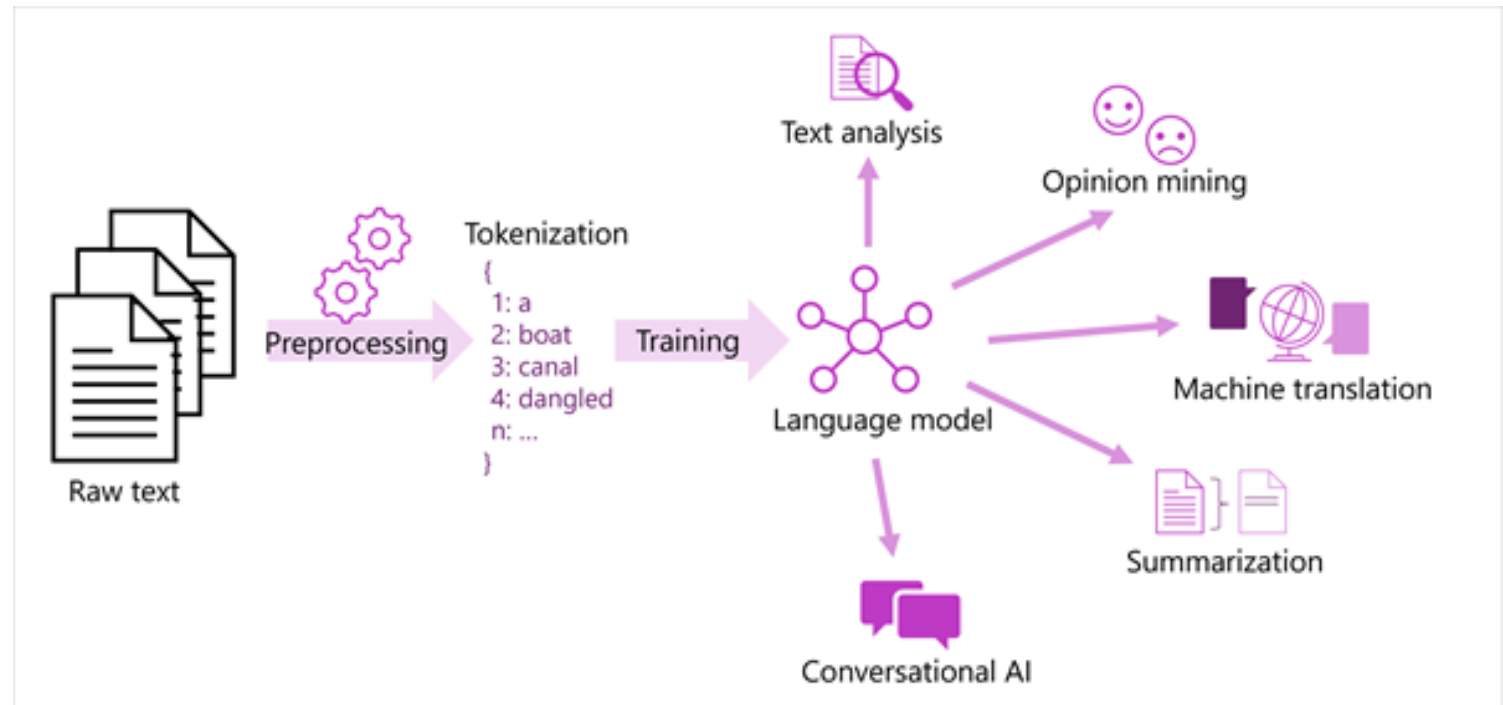 Raw text
Preprocessing
Tokenization
{
1: a
2: boat
3: canal
4: dangled
n: ...
}
Training
Language model
Text analysis
Opinion mining
Machine translation
Summarization
Conversational AI